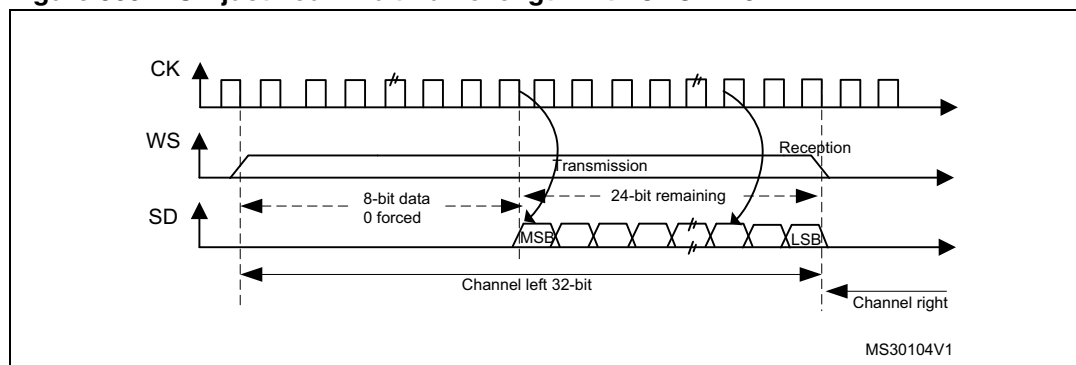 CK
WS
Reception
Transmission
8-bit data
0 forced
24-bit remaining
SD
MSB
LSB
Channel left 32-bit
Channel right
MS30104V1